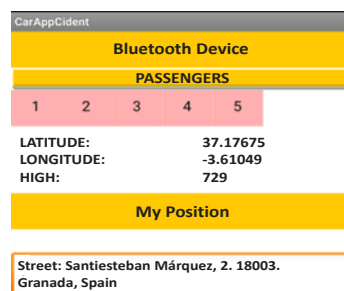 CarAppCident
Bluetooth Device
PASSENGERS
1 2 3 4 5
LATITUDE: 37.17675
LONGITUDE: -3.61049
HIGH: 729
My Position
Street: Santiesteban Márquez, 2. 18003.
Granada, Spain